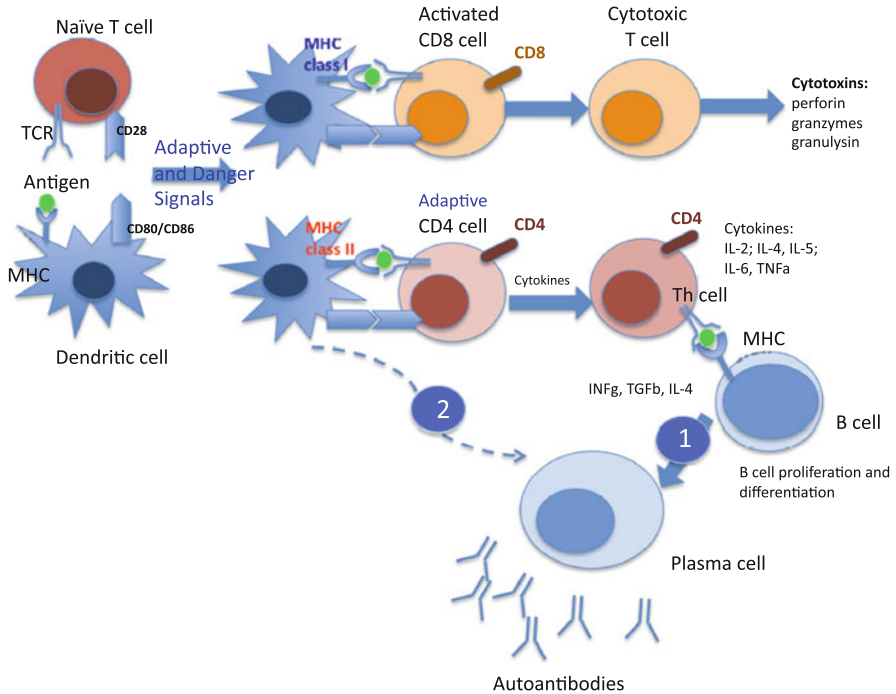 Naïve T cell
TCR
CD28
Antigen
CD80/CD86
MHC
Dendritic cell
Adaptive
and Danger
Signals
MHC
class I
Activated
CD8 cell
CD8
Cytotoxic
T cell
Cytotoxins:
perforin
granzymes
granulysin
MHC
class II
Adaptive
CD4 cell
CD4
Cytokines
CD4
Th cell
Cytokines:
IL-2; IL-4, IL-5;
IL-6, TNFa
MHC
B cell
INFg, TGFb, IL-4
1
2
B cell proliferation and
differentiation
Plasma cell
Autoantibodies